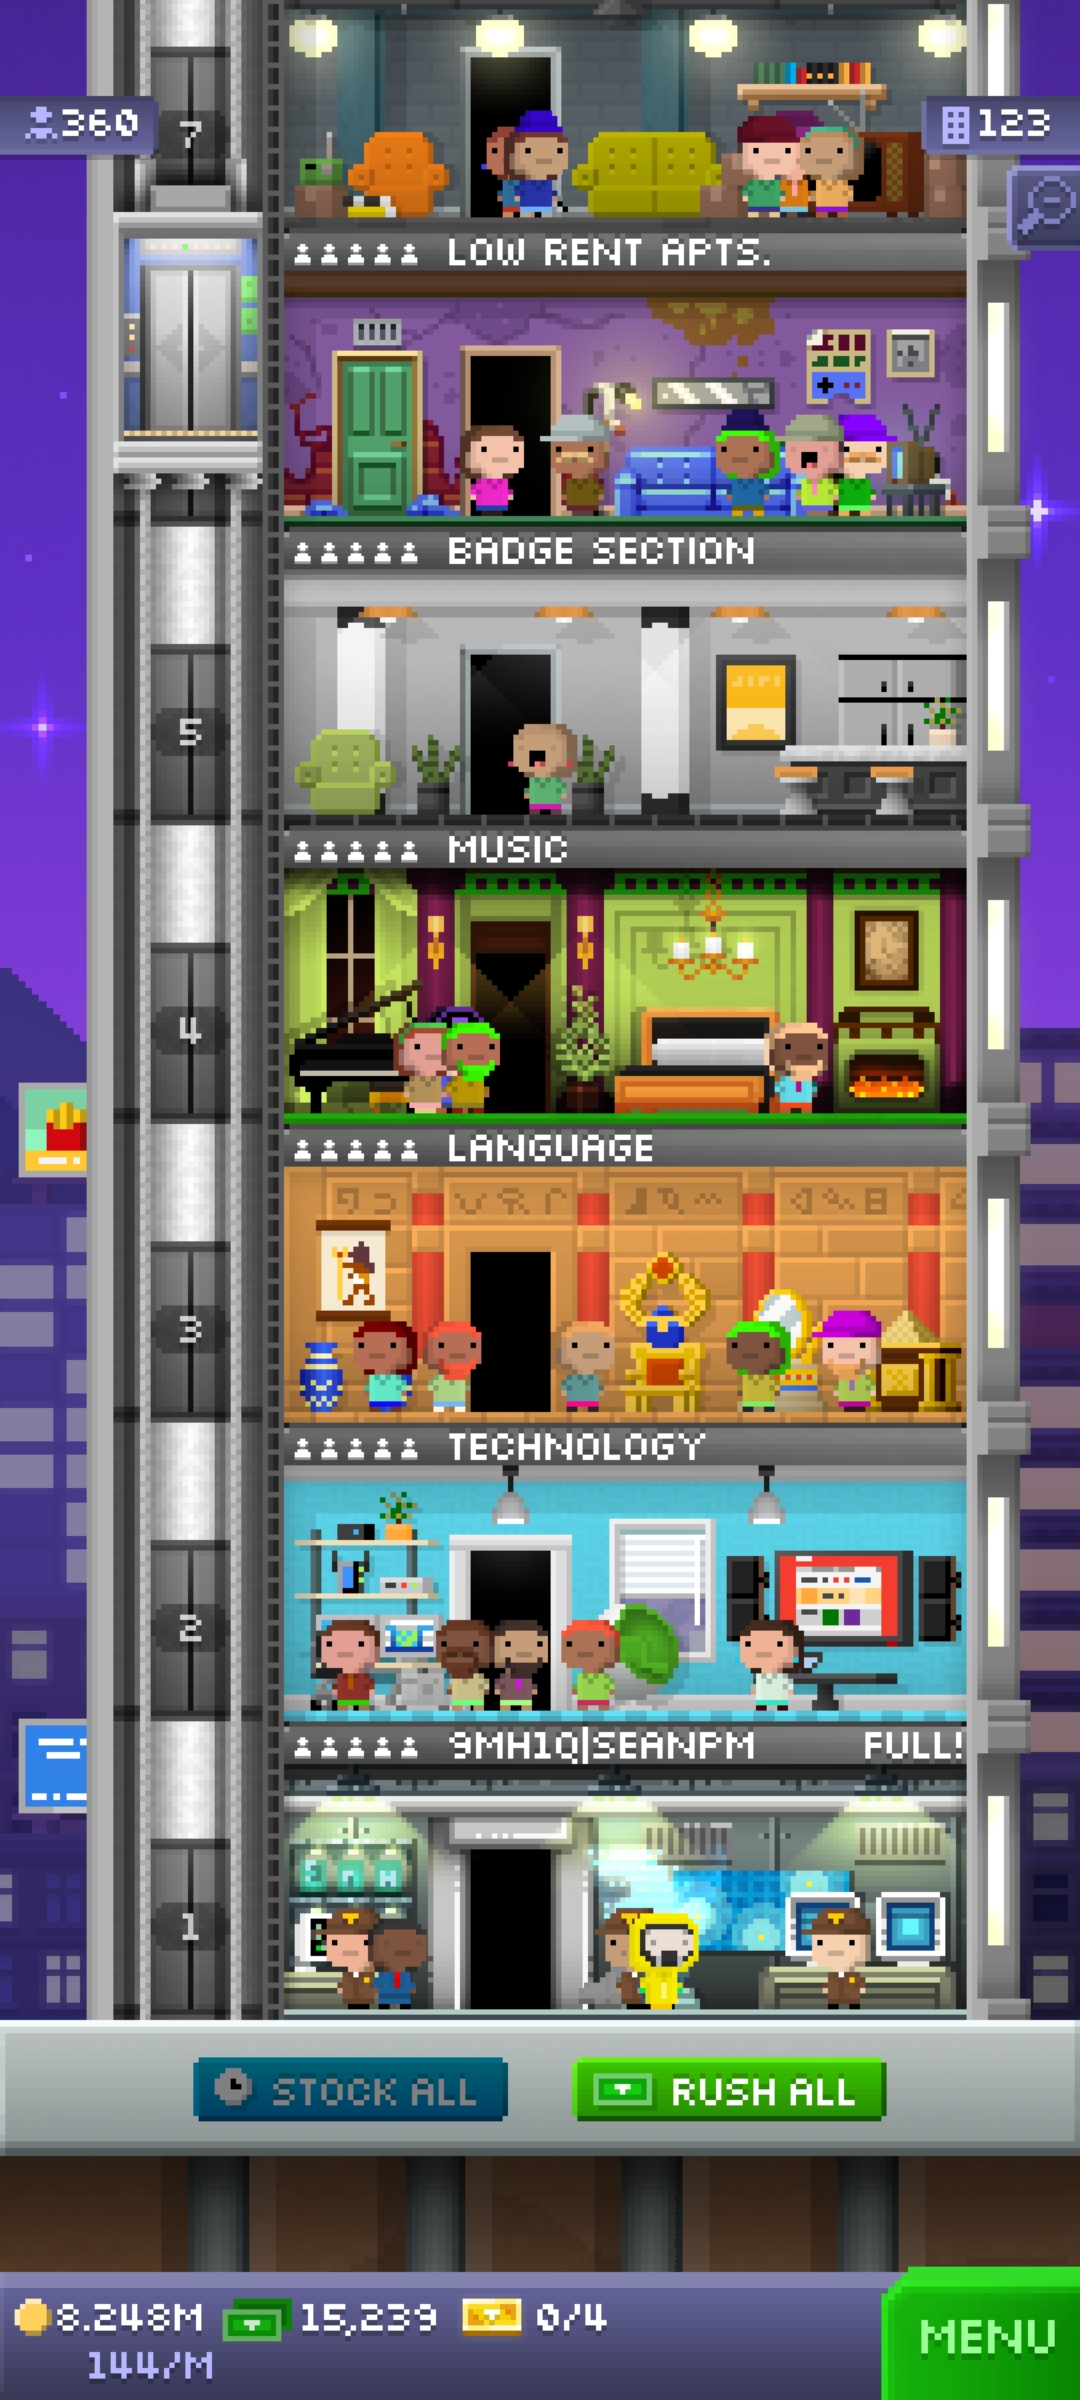 360
7
123
LOW RENT APTS.
BADGE SECTION
5
MUSIC
4
LANGUAGE
3
TECHNOLOGY
2
9MH1Q|SEANPM FULL!
1
STOCK ALL
RUSH ALL
8.248M 15,239 0/4
144/M
MENU